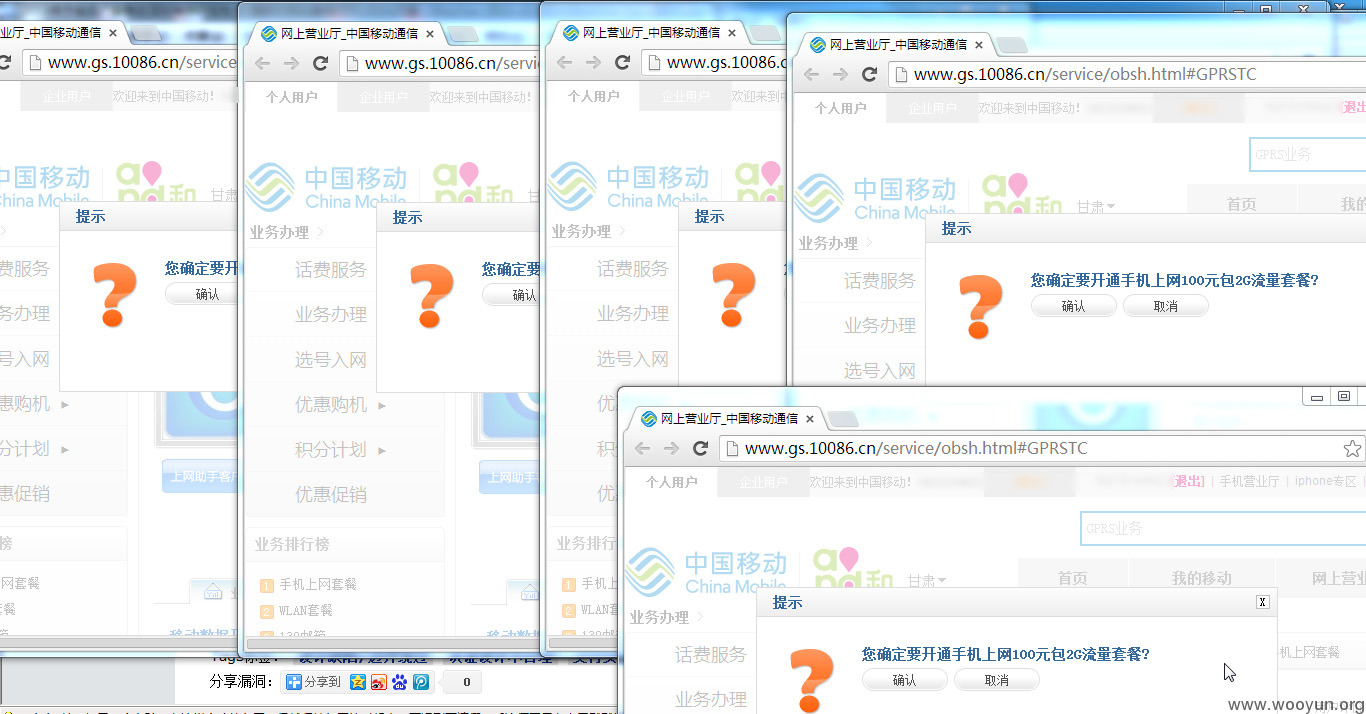 业厅_中国移动通信
www.gs.10086.cn/service
企业用户 欢迎来到中国移动!
中国移动
China Mobile
and和
甘肃
提示
您确定要开
确认
费服务
务办理
号入网
惠购机
分计划
惠促销
上网助手
榜
网套餐
网上营业厅_中国移动通信
www.gs.10086.cn/servi
个人用户 企业用户 欢迎来到中国移动!
中国移动
China Mobile
and和
业务办理
提示
您确定要
确认
话费服务
业务办理
选号入网
优惠购机
积分计划
优惠促销
上网助手
业务排行榜
1 手机上网套餐
2 WLAN套餐
139邮箱
网上营业厅_中国移动通信
www.gs.10086.c
个人用户 企业用户 欢迎来
中国移动
China Mobile
业务办理
提示
话费服务
业务办理
选号入网
业务排行
1 手机上
2 WLAN
网上营业厅_中国移动通信
www.gs.10086.cn/service/obsh.html#GPRSTC
个人用户 企业用户 欢迎来到中国移动! [退出
GPRS业务
中国移动
China Mobile
and和
甘肃
首页 我的
业务办理
提示
您确定要开通手机上网100元包2G流量套餐?
确认 取消
话费服务
业务办理
选号入网
网上营业厅_中国移动通信
www.gs.10086.cn/service/obsh.html#GPRSTC
个人用户 企业用户 欢迎来到中国移动! [退出] | 手机营业厅 | iphone专区 |
GPRS业务
中国移动
China Mobile
and和
甘肃
首页 我的移动 网上营业
业务办理
提示 X
您确定要开通手机上网100元包2G流量套餐?
确认 取消
机上网套餐
话费服务
业务办理
分享漏洞: 分享到 0
www.wooyun.org